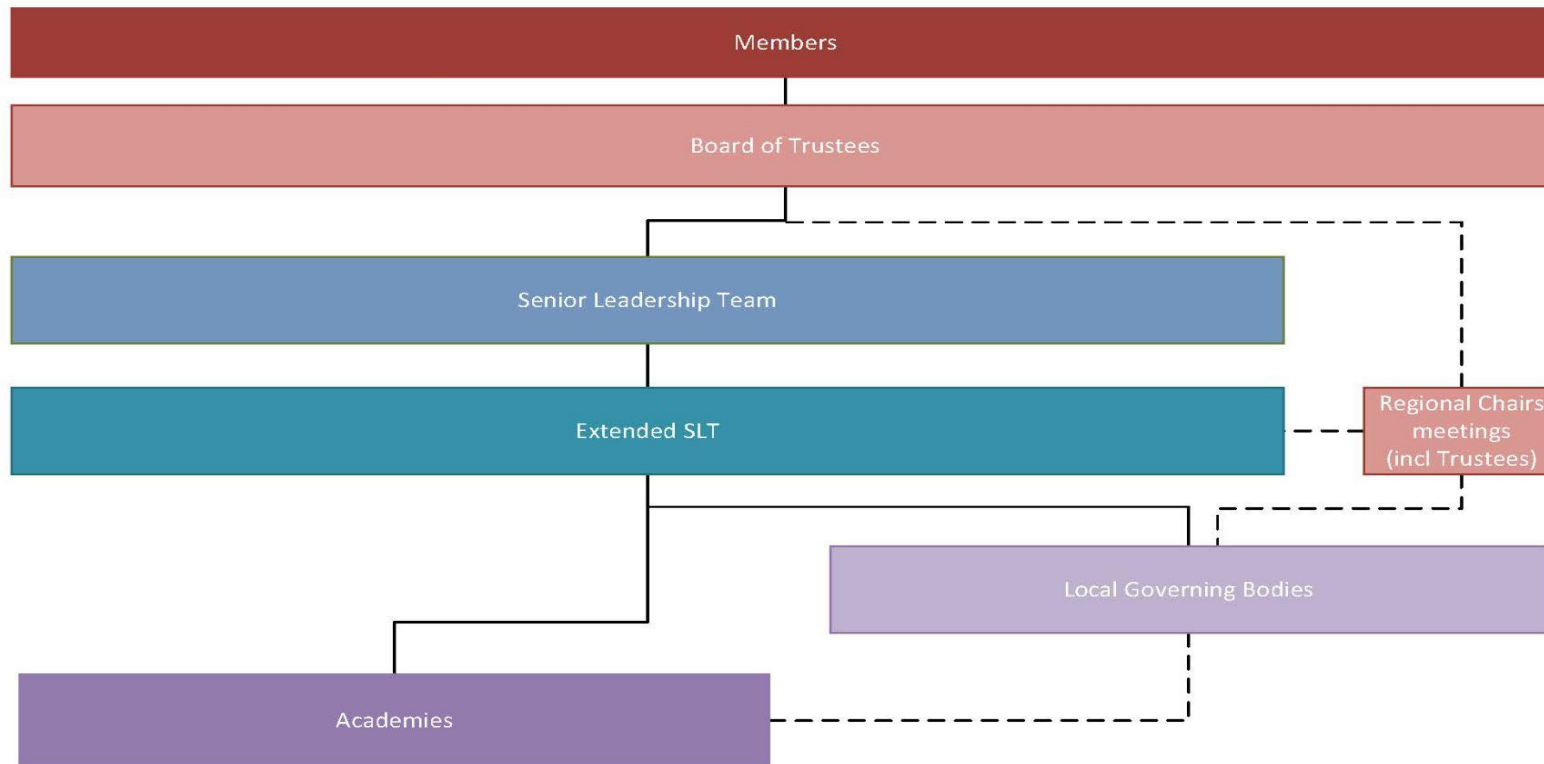 Members
Board of Trustees
Senior Leadership Team
Extended SLT
Regional Chairs
meetings
(incl Trustees)
Local Governing Bodies
Academies